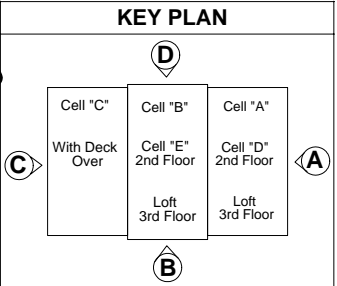 KEY PLAN
D
Cell "C"
With Deck
Over
Cell "B"
Cell "E"
2nd Floor
Loft
3rd Floor
Cell "A"
Cell "D"
2nd Floor
Loft
3rd Floor
C
A
B